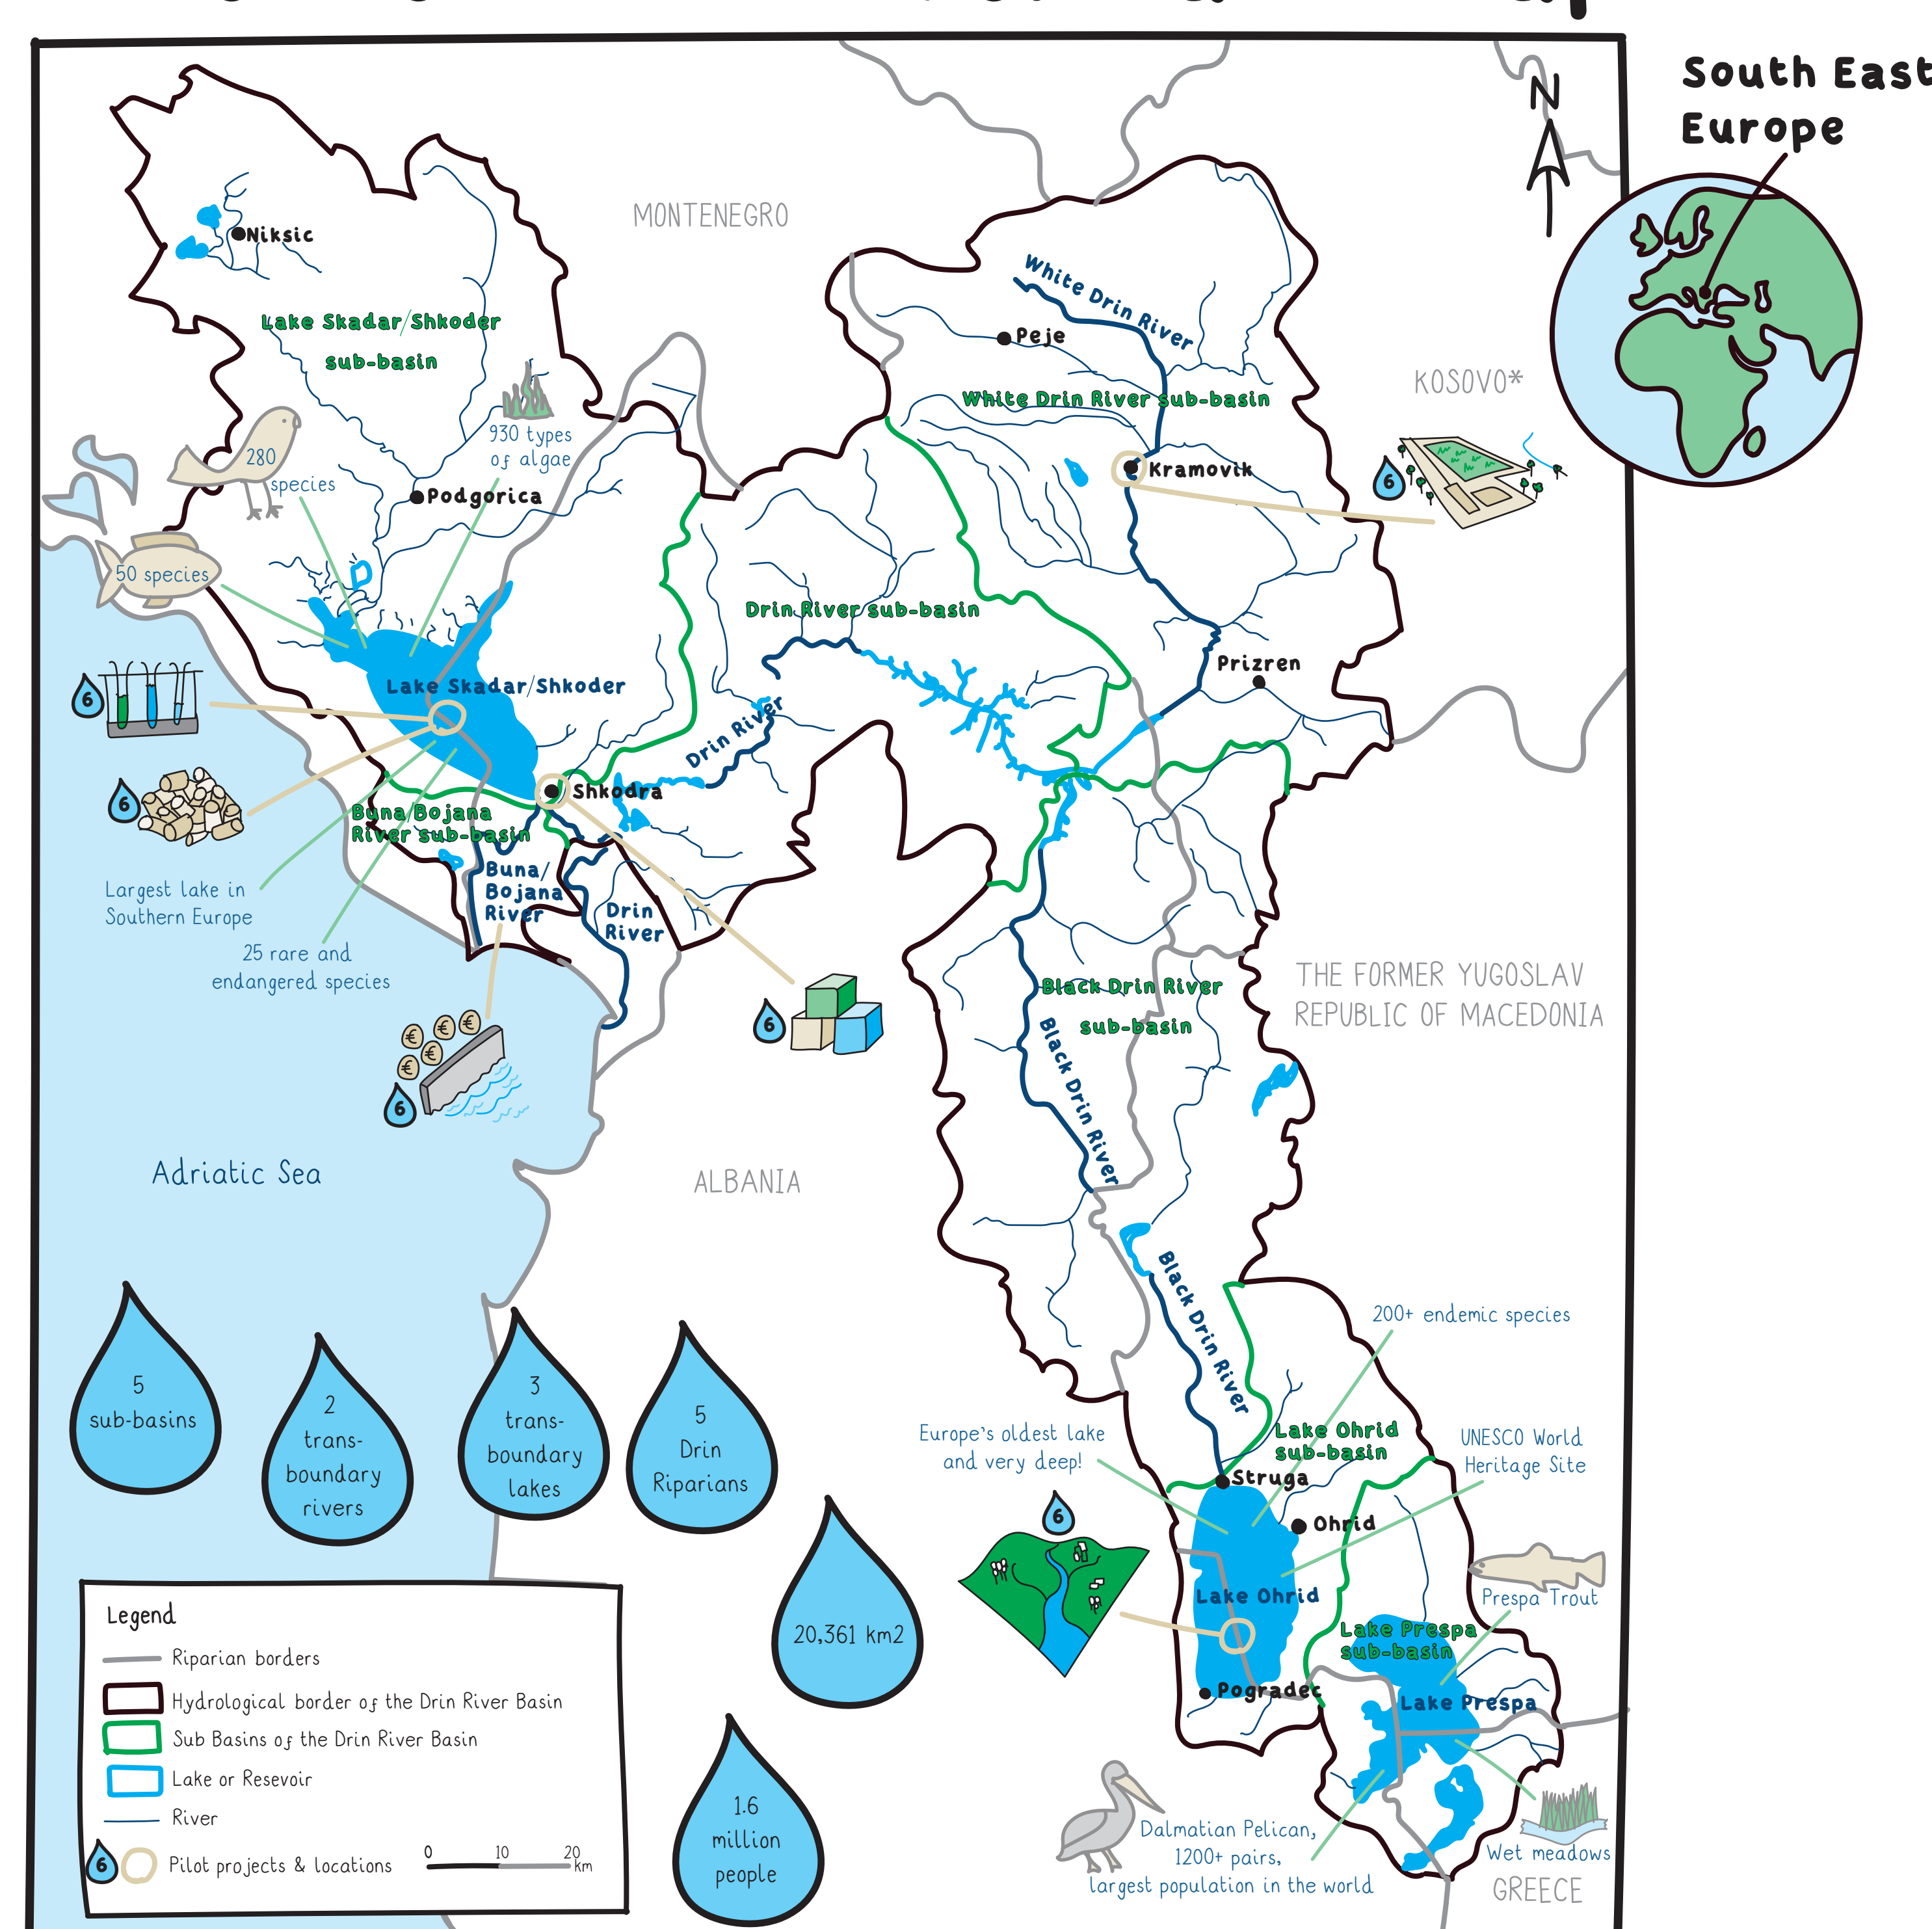 South East
Europe
N
MONTENEGRO
Niksic
Lake Skadar/Shkoder
sub-basin
White Drin River
Peje
KOSOVO*
White Drin River sub-basin
280
species
930 types
of algae
Podgorica
Kramovik
6
50 species
Drin River sub-basin
Prizren
Lake Skadar/Shkoder
6
Drin River
6
Shkodra
Buna/Bojana
River sub-basin
Buna/
Bojana
River
Drin
River
Largest lake in
Southern Europe
25 rare and
endangered species
6
6
THE FORMER YUGOSLAV
REPUBLIC OF MACEDONIA
Black Drin River
sub-basin
Black Drin River
Adriatic Sea
ALBANIA
Black Drin River
200+ endemic species
5
sub-basins
2
trans-
boundary
rivers
3
trans-
boundary
lakes
5
Drin
Riparians
Europe's oldest lake
and very deep!
Lake Ohrid
sub-basin
UNESCO World
Heritage Site
Struga
6
Ohrid
Lake Ohrid
Prespa Trout
20,361 km2
Lake Prespa
sub-basin
Pogradec
Lake Prespa
1.6
million
people
Dalmatian Pelican,
1200+ pairs,
largest population in the world
Wet meadows
GREECE
Legend
Riparian borders
Hydrological border of the Drin River Basin
Sub Basins of the Drin River Basin
Lake or Resevoir
River
6
Pilot projects & locations
0 10 20
km